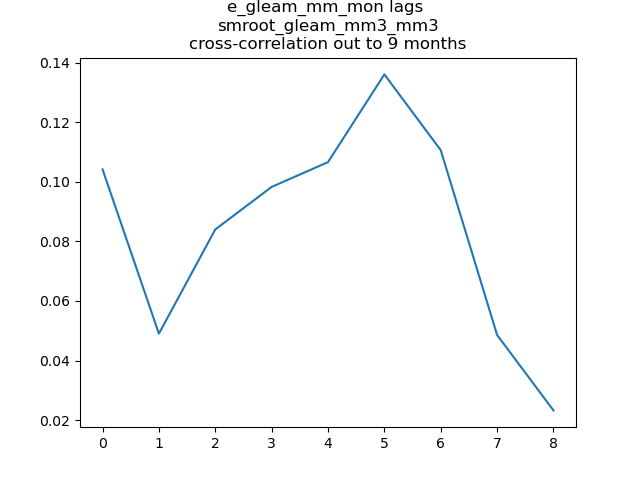 e_gleam_mm_mon lags
smroot_gleam_mm3_mm3
cross-correlation out to 9 months
0.14
0.12
0.10
0.08
0.06
0.04
0.02
0 1 2 3 4 5 6 7 8